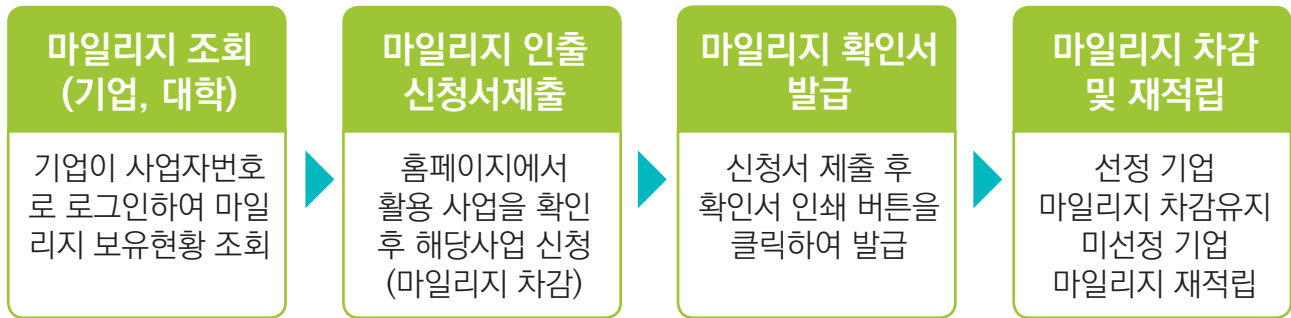 마일리지 조회
(기업, 대학)
기업이 사업자번호
로 로그인하여 마일
리지 보유현황 조회
마일리지 인출
신청서제출
홈페이지에서
활용 사업을 확인
후 해당사업 신청
(마일리지 차감)
마일리지 확인서
발급
신청서 제출 후
확인서 인쇄 버튼을
클릭하여 발급
마일리지 차감
및 재적립
선정 기업
마일리지 차감유지
미선정 기업
마일리지 재적립